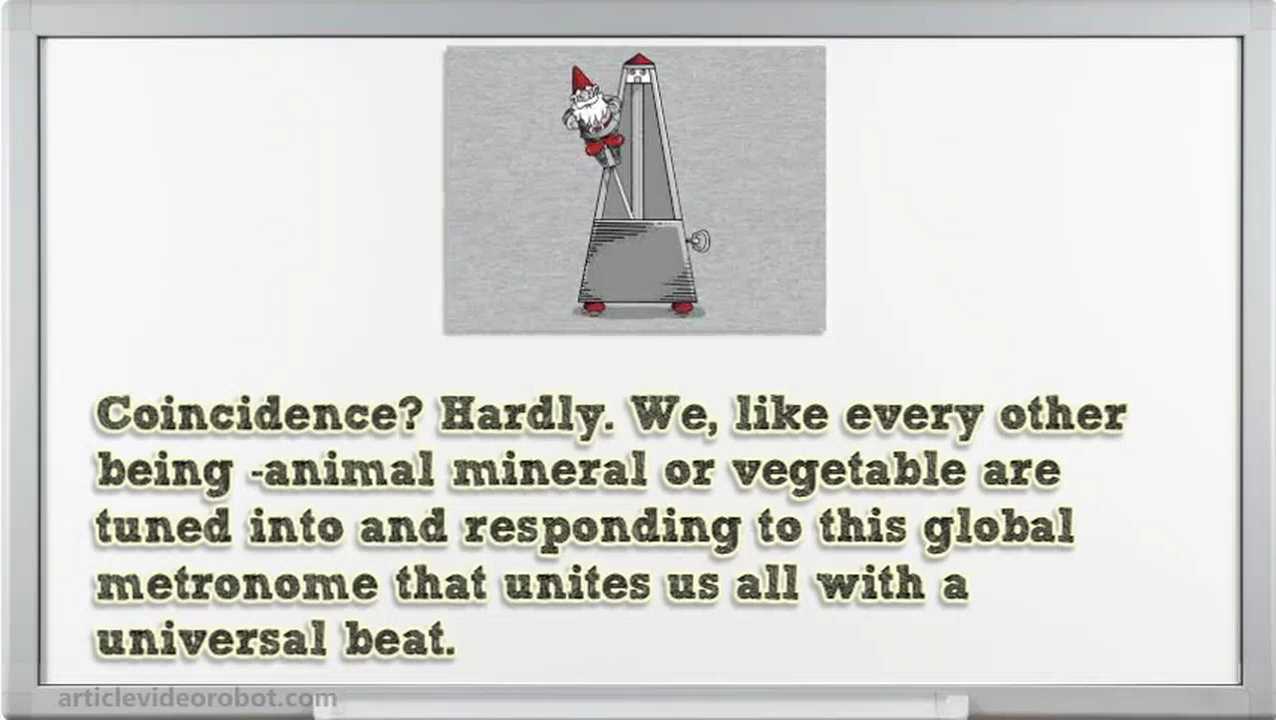 Coincidence? Hardly. We, like every other
being -animal mineral or vegetable are
tuned into and responding to this global
metronome that unites us all with a
universal beat.
articlevideorobot.com